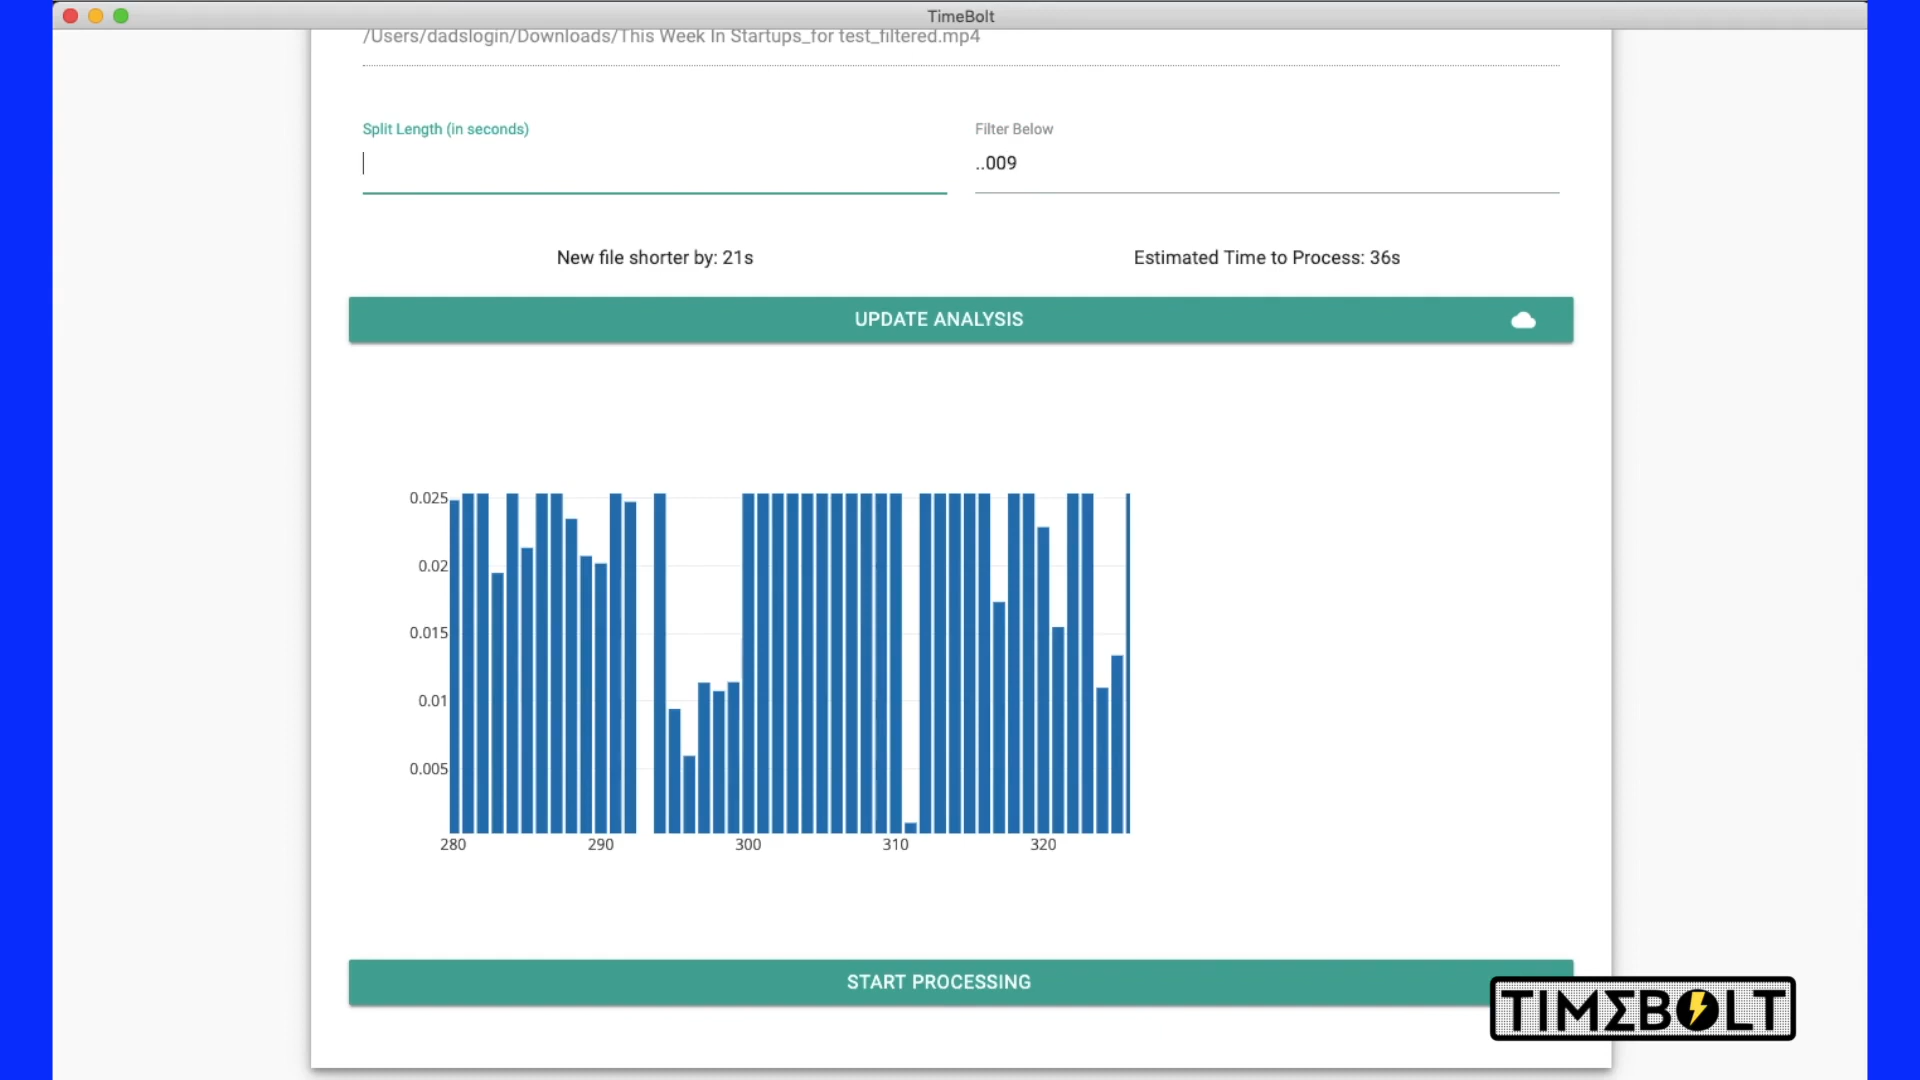 TimeBolt
/Users/dadslogin/Downloads/This Week In Startups_for test_filtered.mp4
Split Length (in seconds)
Filter Below
..009
New file shorter by: 21s
Estimated Time to Process: 36s
UPDATE ANALYSIS
0.025
0.02
0.015
0.01
0.005
280 290 300 310 320
START PROCESSING
TIMΣBOLT